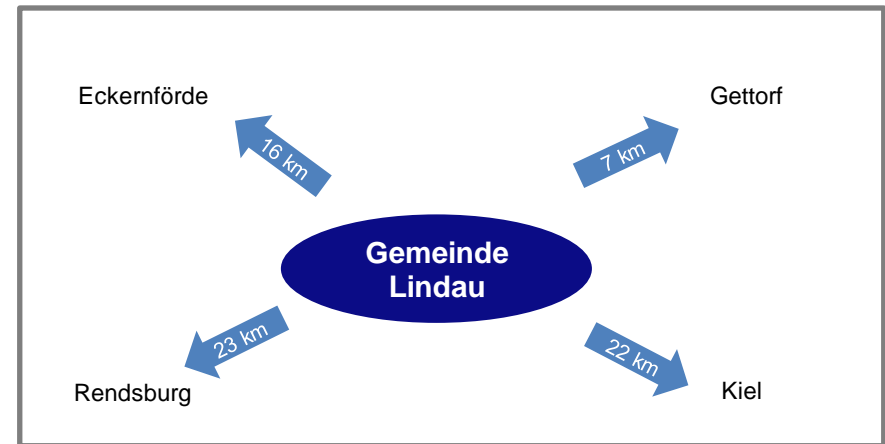 Eckernförde
Gettorf
16 km
7 km
Gemeinde
Lindau
23 km
22 km
Rendsburg
Kiel